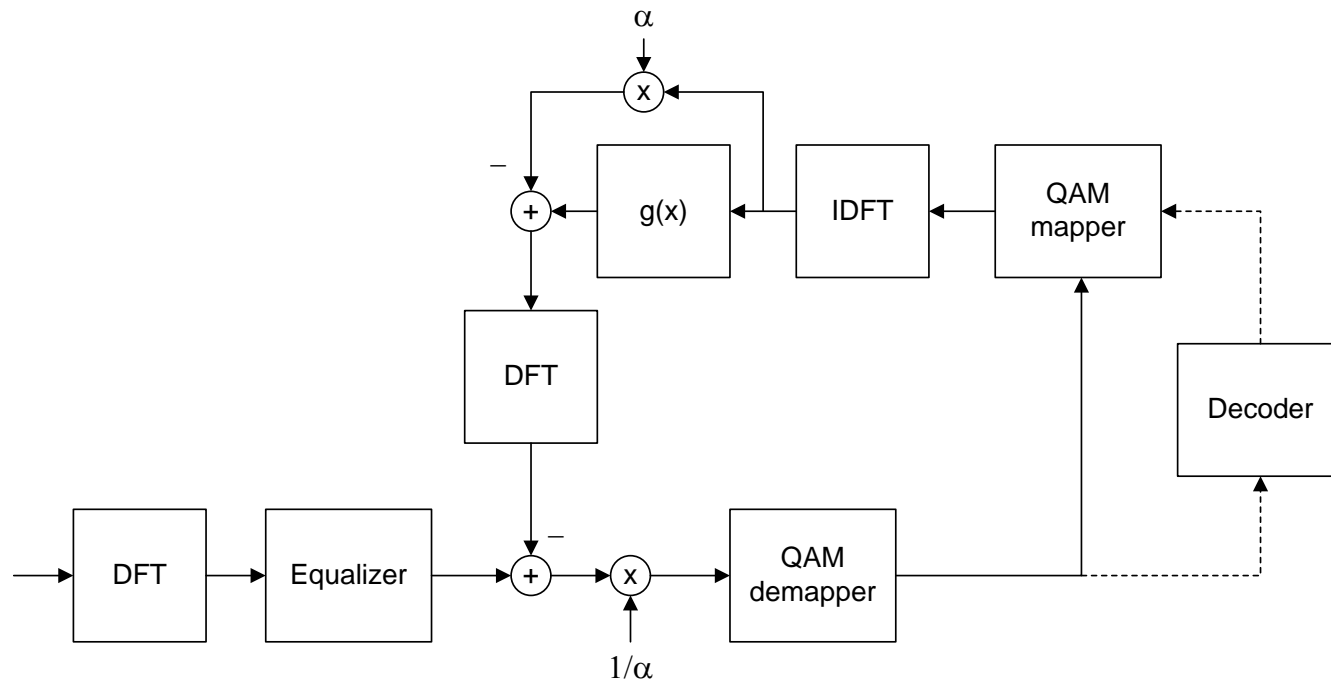 α
x
–
+
g(x)
IDFT
QAM
mapper
DFT
Decoder
DFT
Equalizer
–
+
x
QAM
demapper
1/α